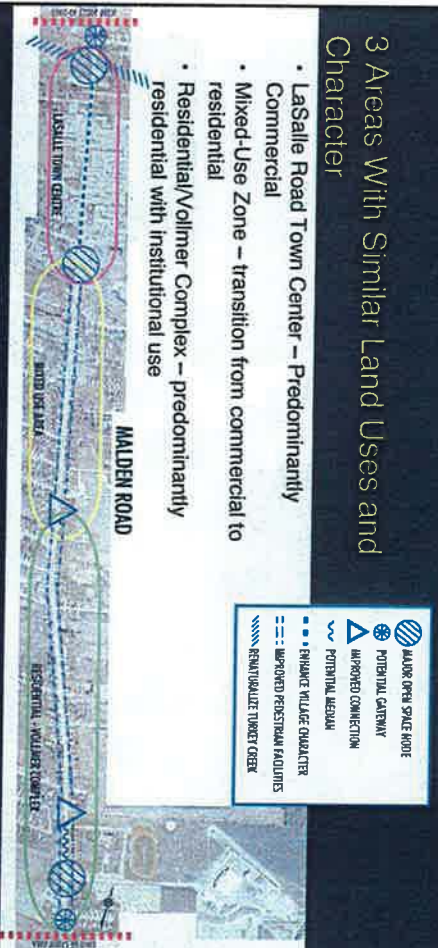 3 Areas With Similar Land Uses and
Character
• LaSalle Road Town Center – Predominantly
Commercial
• Mixed-Use Zone – transition from commercial to
residential
• Residential/Vollmer Complex – predominantly
residential with institutional use
MAJOR OPEN SPACE NODE
POTENTIAL GATEWAY
IMPROVED CONNECTION
POTENTIAL MEDIAN
ENHANCE VILLAGE CHARACTER
IMPROVED PEDESTRIAN FACILITIES
RENATURALIZE TURKEY CREEK
MALDEN ROAD
LASALLE TOWN CENTRE
MIXED USE AREA
RESIDENTIAL - VOLLMER COMPLEX